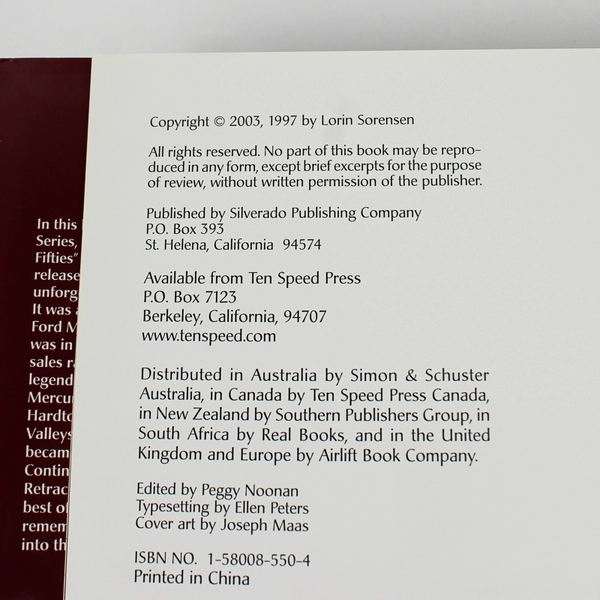 Copyright © 2003, 1997 by Lorin Sorensen
All rights reserved. No part of this book may be repro-
duced in any form, except brief excerpts for the purpose
of review, without written permission of the publisher.
Published by Silverado Publishing Company
P.O. Box 393
St. Helena, California 94574
Available from Ten Speed Press
P.O. Box 7123
Berkeley, California, 94707
www.tenspeed.com
Distributed in Australia by Simon & Schuster
Australia, in Canada by Ten Speed Press Canada,
in New Zealand by Southern Publishers Group, in
South Africa by Real Books, and in the United
Kingdom and Europe by Airlift Book Company.
Edited by Peggy Noonan
Typesetting by Ellen Peters
Cover art by Joseph Maas
ISBN NO. 1-58008-550-4
Printed in China
In this
Series,
Fifties"
release
unforg
It was
Ford M
was in
sales ra
legend
Mercu
Hardto
Valleys
becam
Contin
Retrac
best of
remem
into th